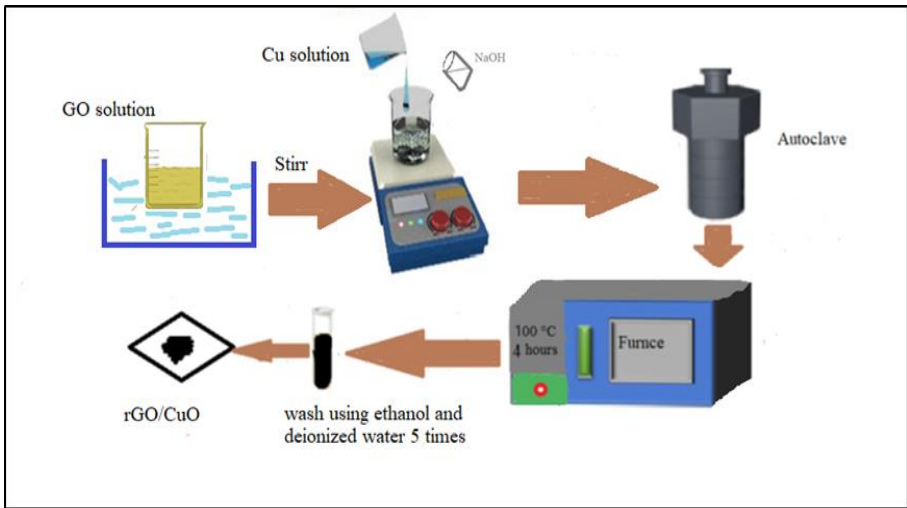 GO solution
Stirr
Cu solution
NaOH
Autoclave
100 °C
4 hours
Furnce
wash using ethanol and
deionized water 5 times
rGO/CuO